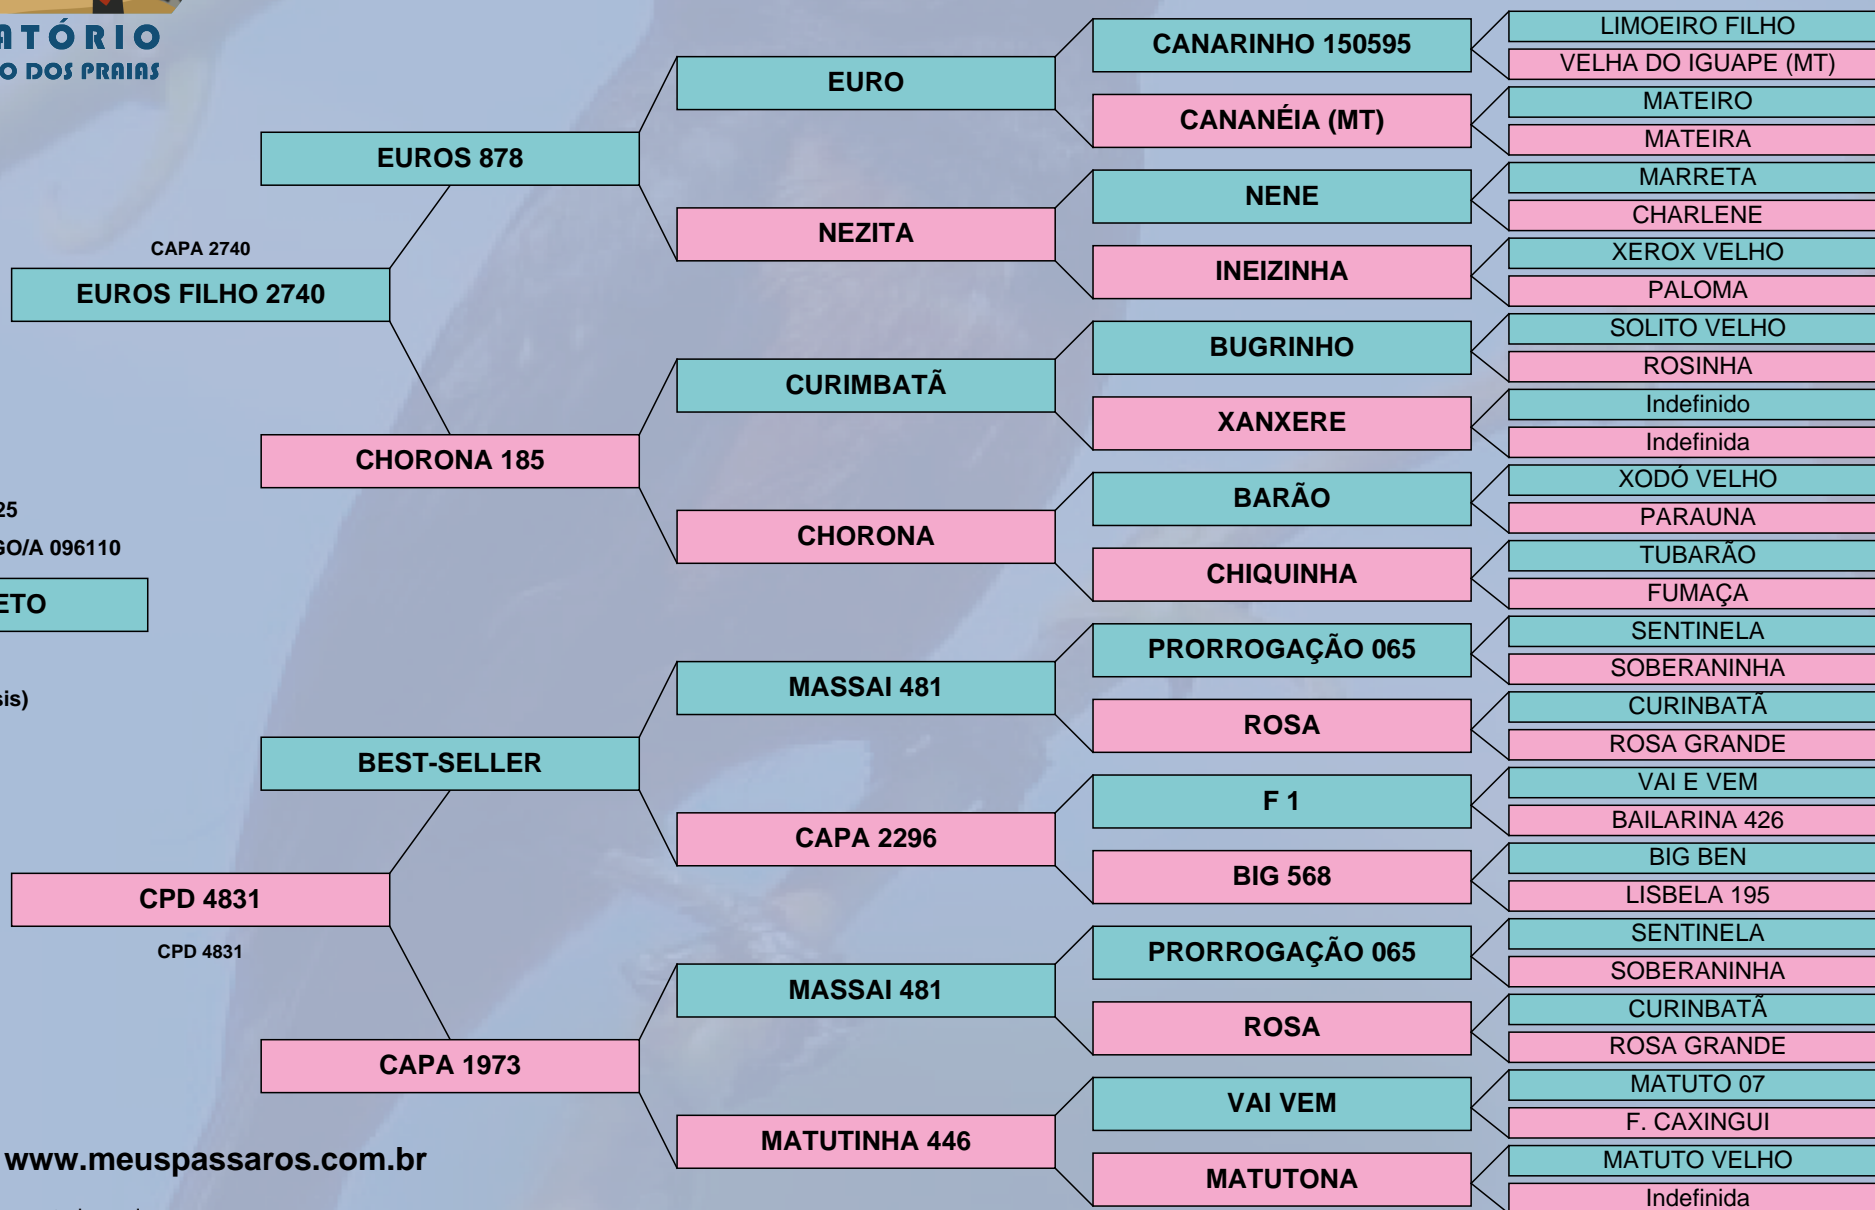 ATÓRIO
O DOS PRAIAS
CAPA 2740
EUROS FILHO 2740
25
GO/A 096110
ETO
sis)
CPD 4831
CPD 4831
www.meuspassaros.com.br
EUROS 878
CHORONA 185
BEST-SELLER
CAPA 1973
EURO
NEZITA
CURIMBATÃ
CHORONA
MASSAI 481
CAPA 2296
MASSAI 481
MATUTINHA 446
CANARINHO 150595
CANANÉIA (MT)
NENE
INEIZINHA
BUGRINHO
XANXERE
BARÃO
CHIQUINHA
PRORROGAÇÃO 065
ROSA
F 1
BIG 568
PRORROGAÇÃO 065
ROSA
VAI VEM
MATUTONA
LIMOEIRO FILHO
VELHA DO IGUAPE (MT)
MATEIRO
MATEIRA
MARRETA
CHARLENE
XEROX VELHO
PALOMA
SOLITO VELHO
ROSINHA
Indefinido
Indefinida
XODÓ VELHO
PARAUNA
TUBARÃO
FUMAÇA
SENTINELA
SOBERANINHA
CURINBATÃ
ROSA GRANDE
VAI E VEM
BAILARINA 426
BIG BEN
LISBELA 195
SENTINELA
SOBERANINHA
CURINBATÃ
ROSA GRANDE
MATUTO 07
F. CAXINGUI
MATUTO VELHO
Indefinida